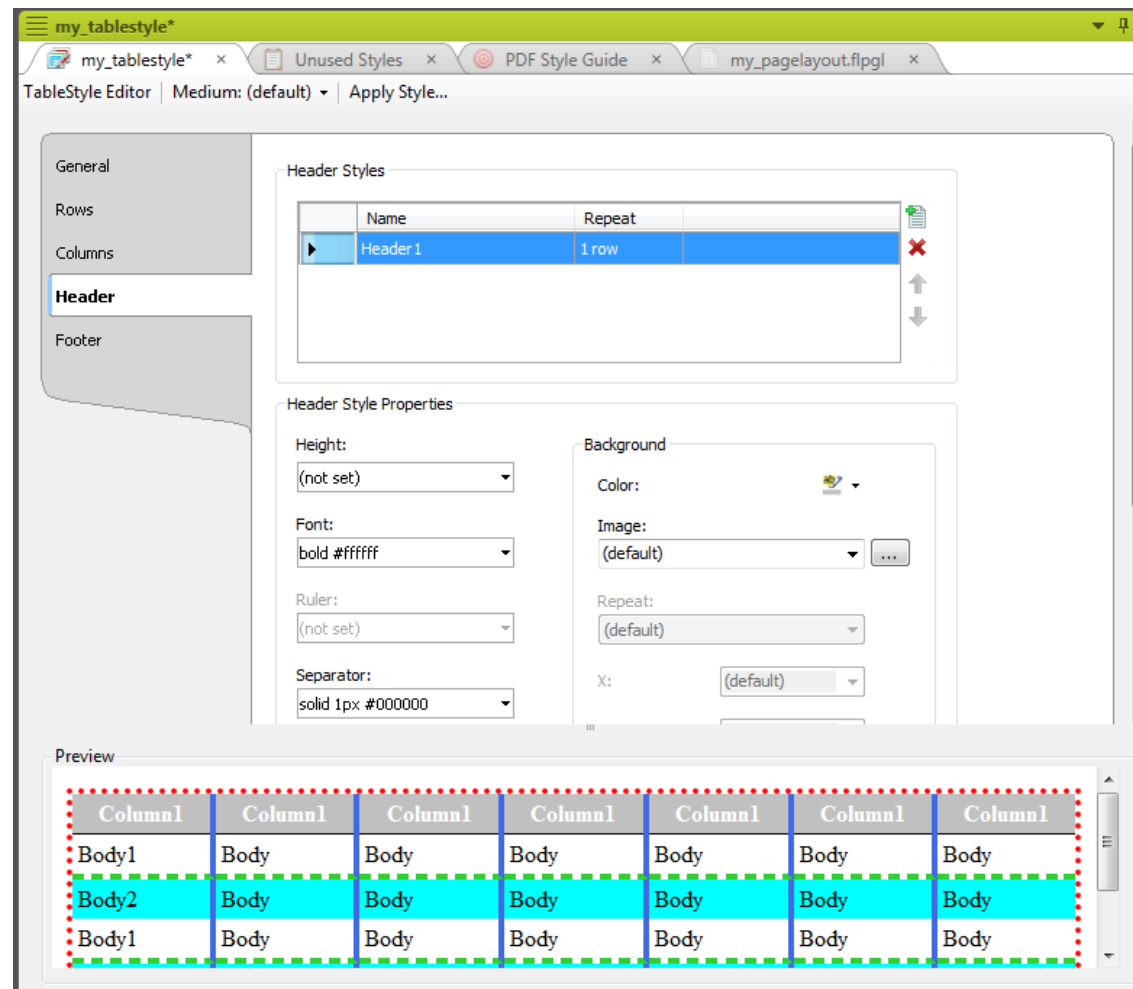 my_tablestyle*
my_tablestyle* × Unused Styles × PDF Style Guide × my_pagelayout.flpgl ×
TableStyle Editor Medium: (default) Apply Style...
General
Rows
Columns
Header
Footer
Header Styles
Name Repeat
Header1 1 row
Header Style Properties
Height:
(not set)
Font:
bold #ffffff
Ruler:
(not set)
Separator:
solid 1px #000000
Background
Color:
Image:
(default) ...
Repeat:
(default)
X: (default)
Preview
Column1 Column1 Column1 Column1 Column1 Column1 Column1
Body1 Body Body Body Body Body Body
Body2 Body Body Body Body Body Body
Body1 Body Body Body Body Body Body